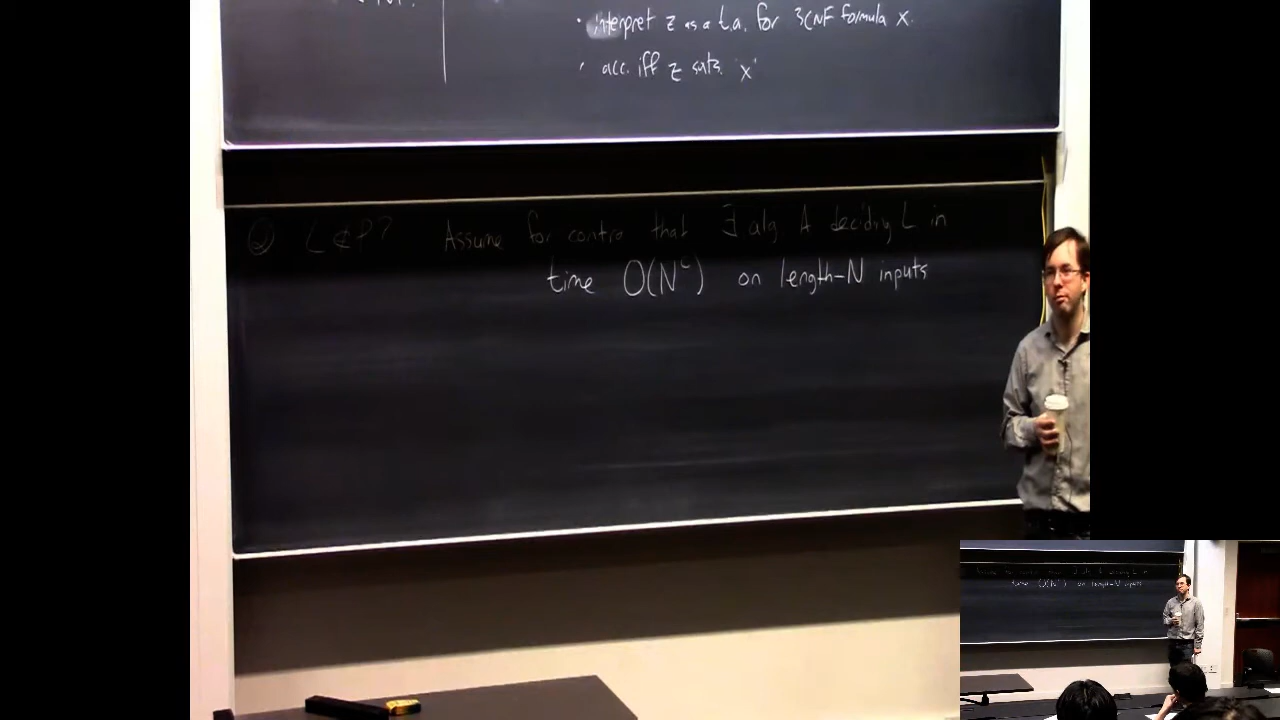 · interpret z as a t.a. for 3CNF formula x.
· acc. iff z sats. x
② L ∉ P? Assume for contra that ∃ alg A deciding L in
time O(N^c) on length-N inputs